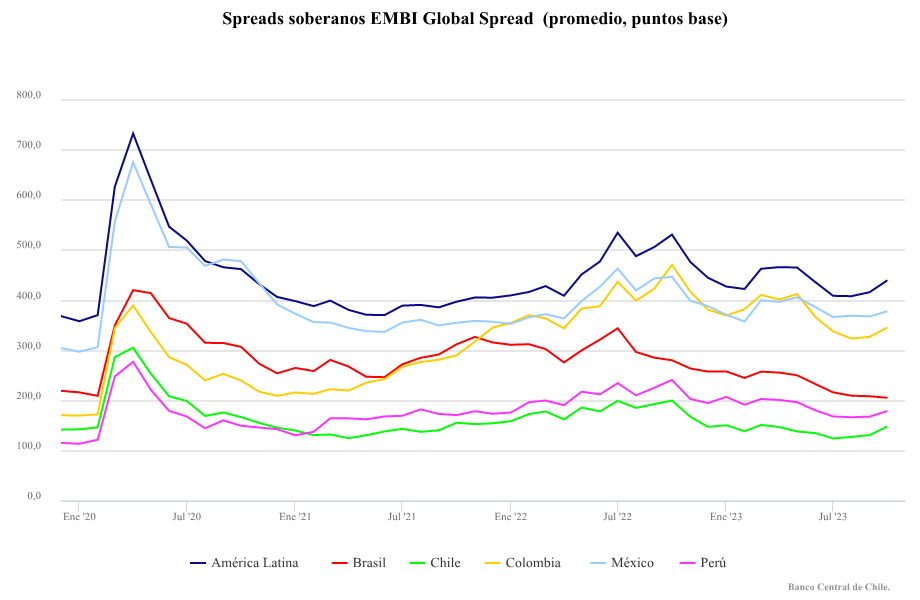 Spreads soberanos EMBI Global Spread  (promedio, puntos base)
800,0
700,0
600,0
500,0
400,0
300,0
200,0
100,0
0,0
Ene '20 Jul '20 Ene '21 Jul '21 Ene '22 Jul '22 Ene '23 Jul '23
América Latina Brasil Chile Colombia México Perú
Banco Central de Chile.